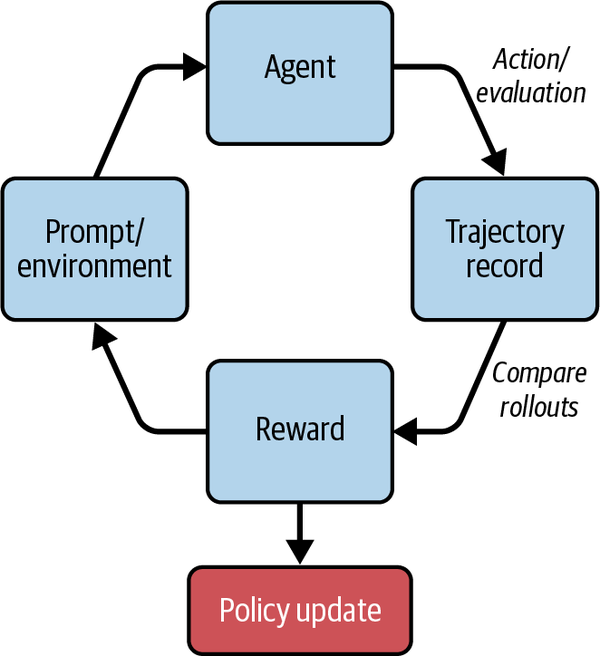 Agent
Action/
evaluation
Prompt/
environment
Trajectory
record
Compare
rollouts
Reward
Policy update